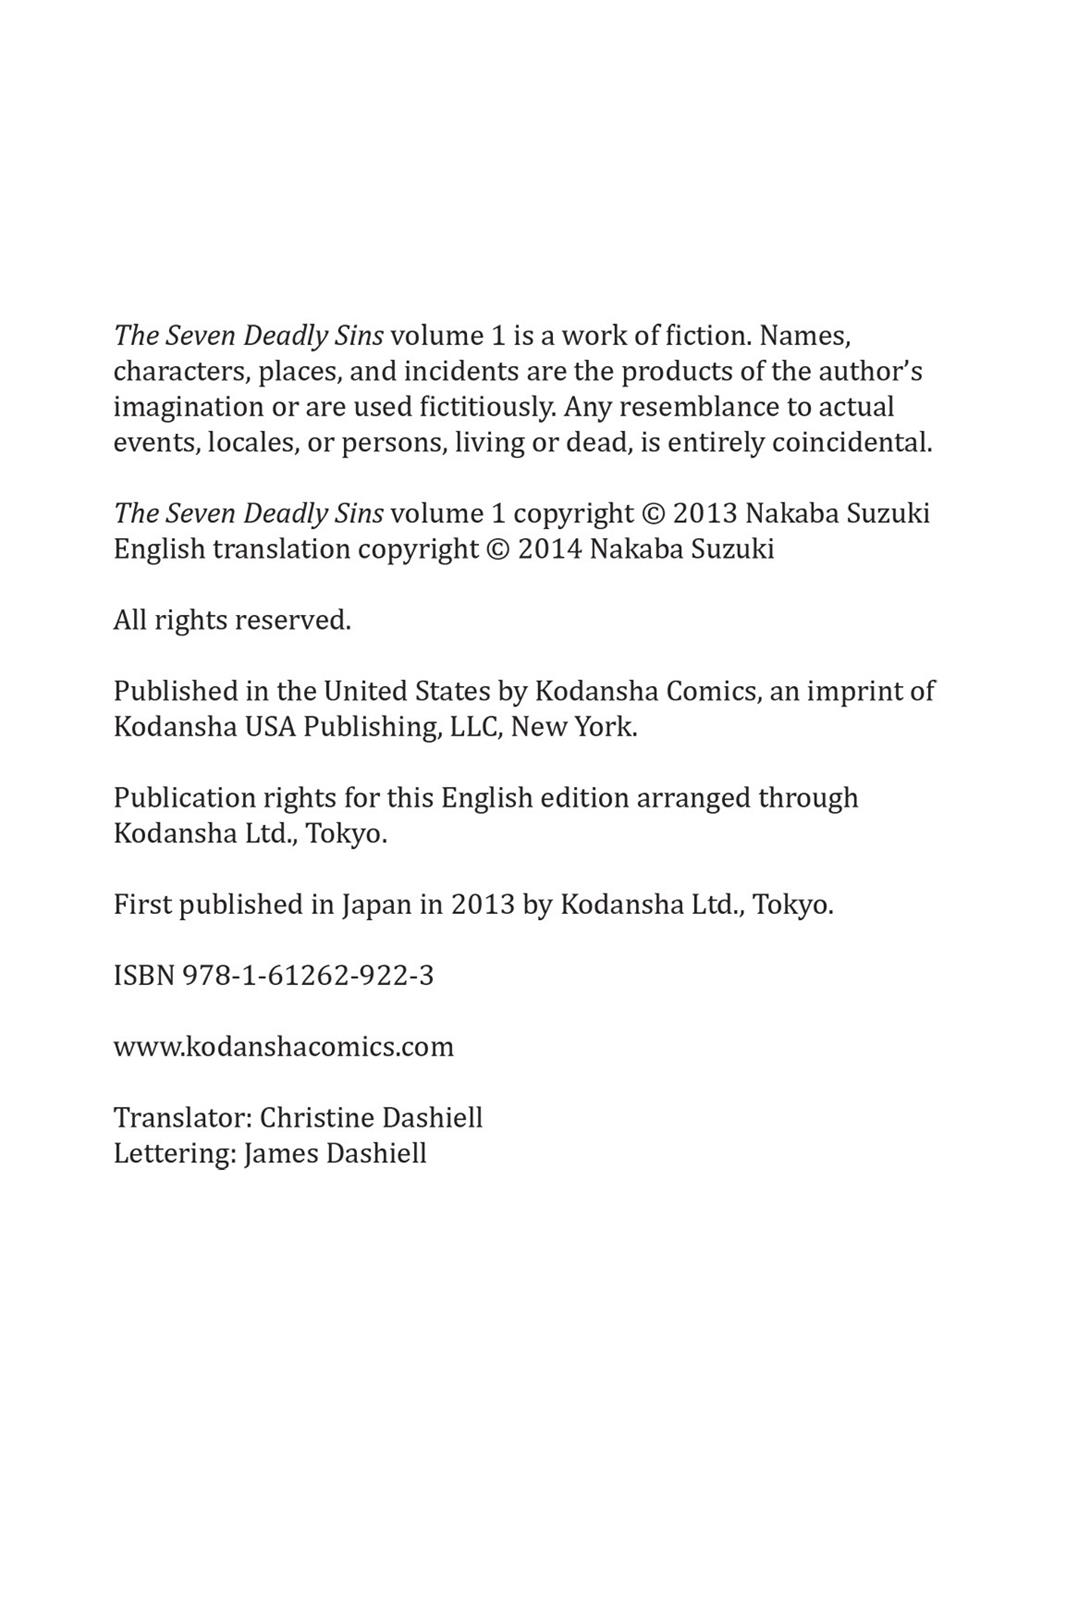 The Seven Deadly Sins volume 1 is a work of fiction. Names,
characters, places, and incidents are the products of the author’s
imagination or are used fictitiously. Any resemblance to actual
events, locales, or persons, living or dead, is entirely coincidental.
The Seven Deadly Sins volume 1 copyright © 2013 Nakaba Suzuki
English translation copyright © 2014 Nakaba Suzuki
All rights reserved.
Published in the United States by Kodansha Comics, an imprint of
Kodansha USA Publishing, LLC, New York.
Publication rights for this English edition arranged through
Kodansha Ltd., Tokyo.
First published in Japan in 2013 by Kodansha Ltd., Tokyo.
ISBN 978-1-61262-922-3
www.kodanshacomics.com
Translator: Christine Dashiell
Lettering: James Dashiell